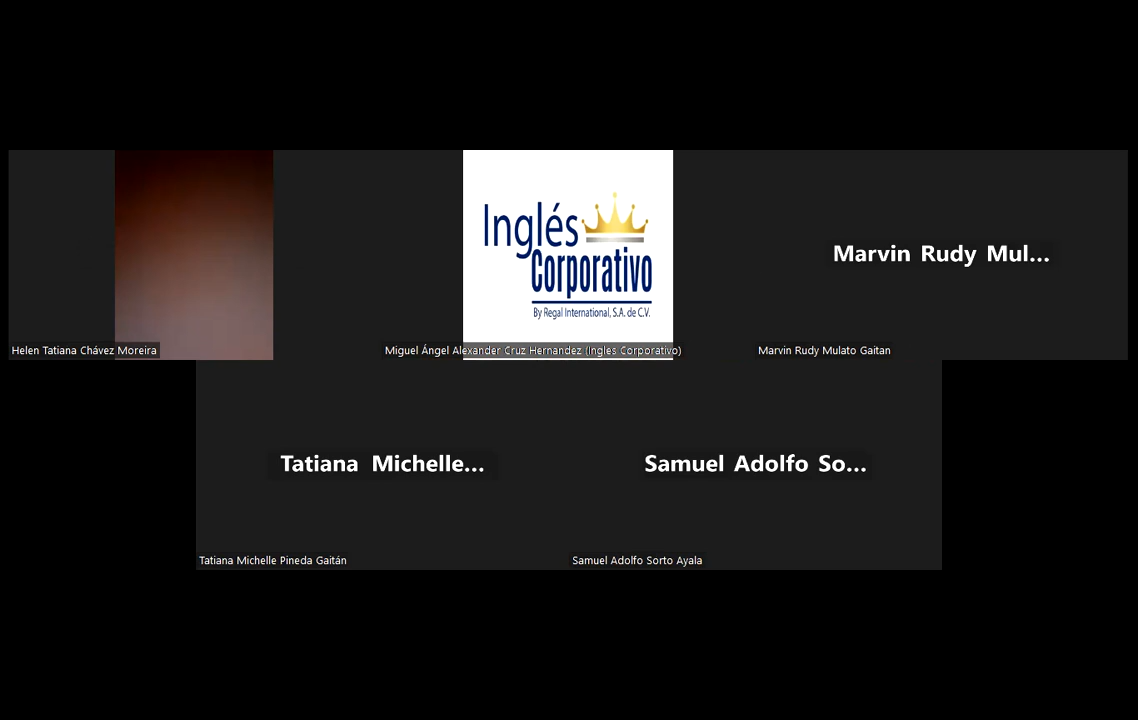 Inglés
Corporativo
By Regal International, S.A. de C.V.
Marvin Rudy Mul...
Helen Tatiana Chávez Moreira
Miguel Ángel Alexander Cruz Hernandez (Ingles Corporativo)
Marvin Rudy Mulato Gaitan
Tatiana Michelle...
Samuel Adolfo So...
Tatiana Michelle Pineda Gaitán
Samuel Adolfo Sorto Ayala